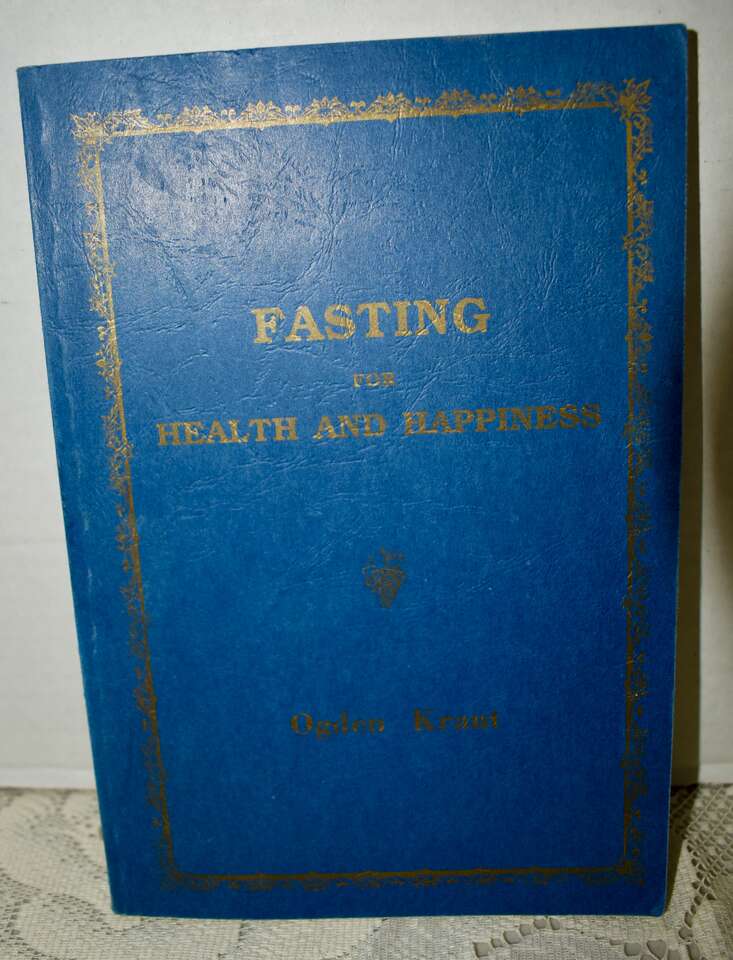 FASTING
FOR
HEALTH AND HAPPINESS
Ogden Kraut